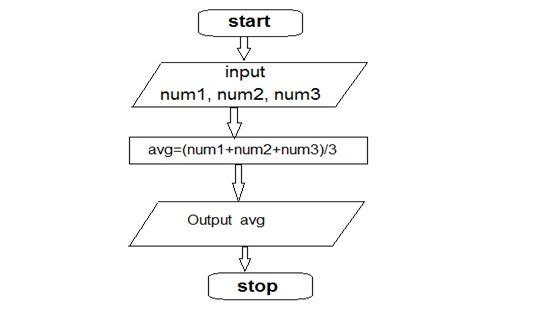 start
input
num1, num2, num3
avg=(num1+num2+num3)/3
Output avg
stop